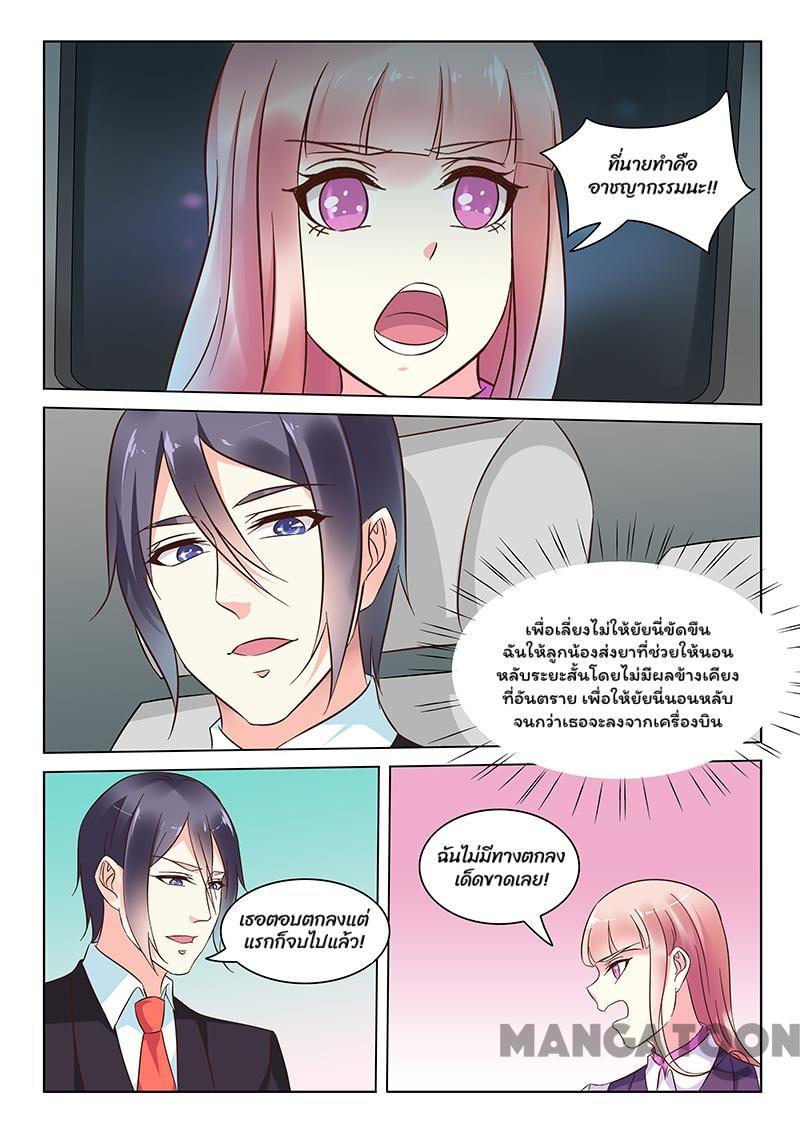 ที่นายทำคือ
อาชญากรรมนะ!!
เพื่อเลี่ยงไม่ให้ยัยนี่ขัดขืน
ฉันให้ลูกน้องส่งยาที่ช่วยให้นอน
หลับระยะสั้นโดยไม่มีผลข้างเคียง
ที่อันตราย เพื่อให้ยัยนี่นอนหลับ
จนกว่าเธอจะลงจากเครื่องบิน
เธอตอบตกลงแต่
แรกก็จบไปแล้ว!
ฉันไม่มีทางตกลง
เด็ดขาดเลย!
MANGATOON